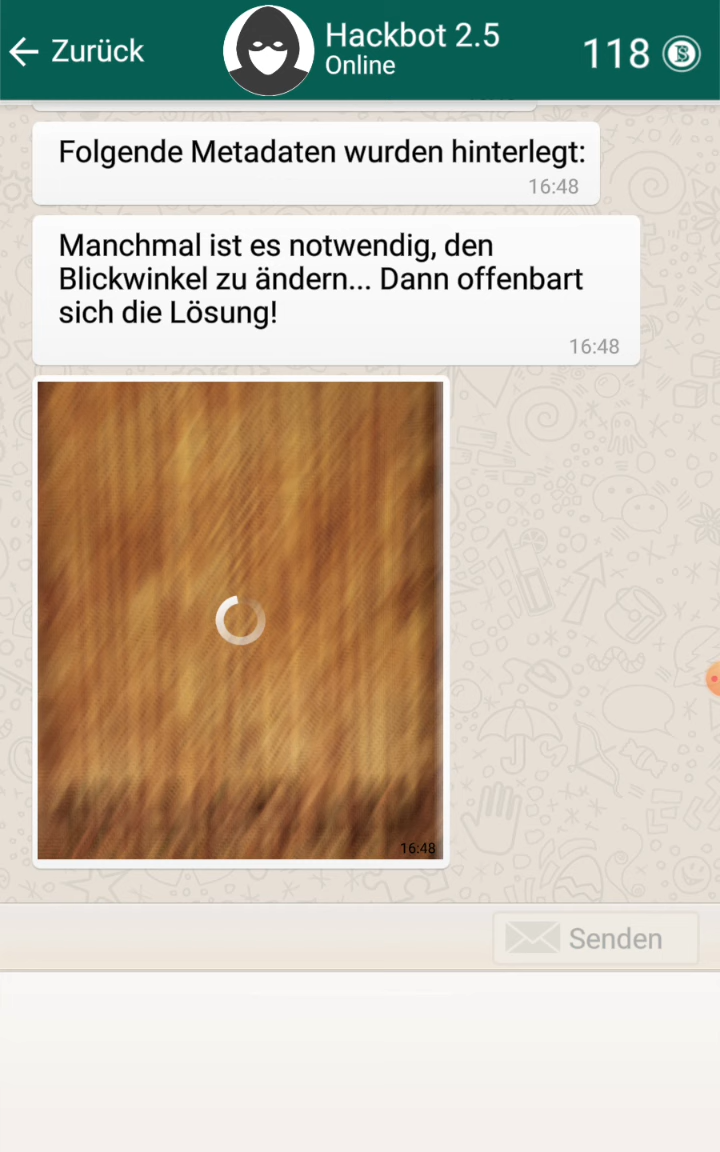 Zurück
Hackbot 2.5
Online
118
Folgende Metadaten wurden hinterlegt:
16:48
Manchmal ist es notwendig, den
Blickwinkel zu ändern... Dann offenbart
sich die Lösung!
16:48
16:48
Senden